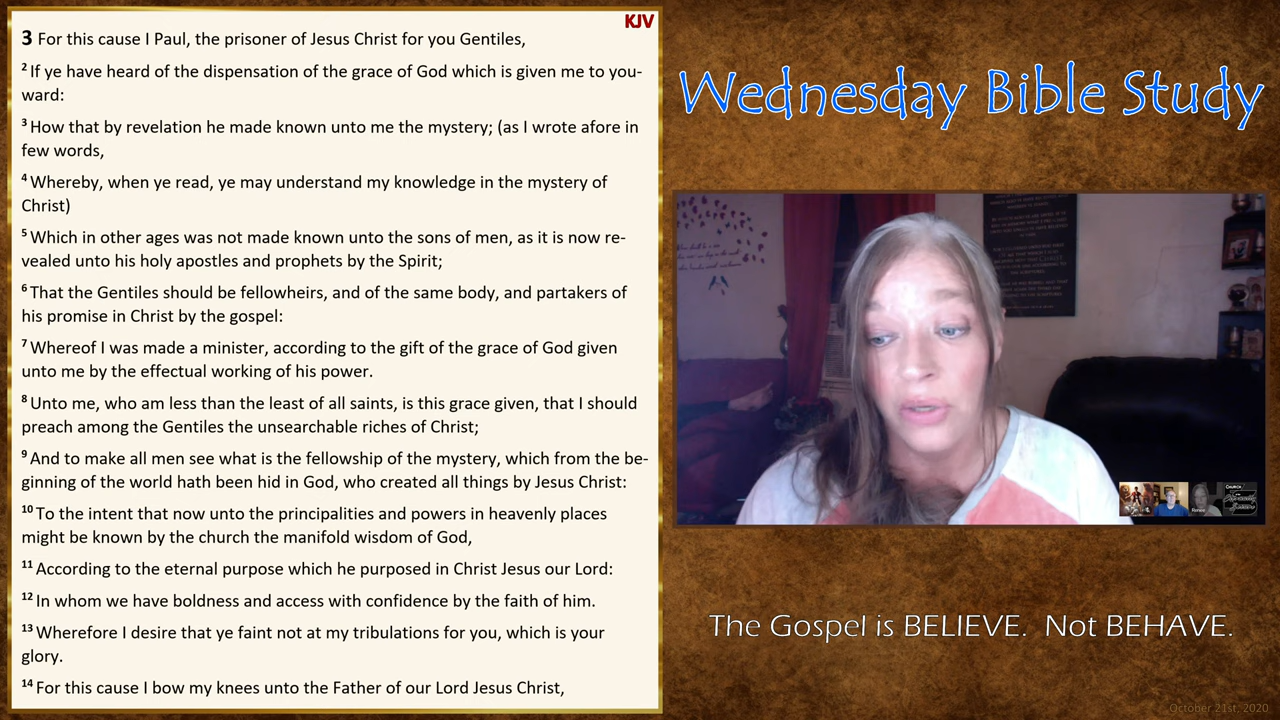 KJV
3 For this cause I Paul, the prisoner of Jesus Christ for you Gentiles,
2 If ye have heard of the dispensation of the grace of God which is given me to you-
ward:
3 How that by revelation he made known unto me the mystery; (as I wrote afore in
few words,
4 Whereby, when ye read, ye may understand my knowledge in the mystery of
Christ)
5 Which in other ages was not made known unto the sons of men, as it is now re-
vealed unto his holy apostles and prophets by the Spirit;
6 That the Gentiles should be fellowheirs, and of the same body, and partakers of
his promise in Christ by the gospel:
7 Whereof I was made a minister, according to the gift of the grace of God given
unto me by the effectual working of his power.
8 Unto me, who am less than the least of all saints, is this grace given, that I should
preach among the Gentiles the unsearchable riches of Christ;
9 And to make all men see what is the fellowship of the mystery, which from the be-
ginning of the world hath been hid in God, who created all things by Jesus Christ:
10 To the intent that now unto the principalities and powers in heavenly places
might be known by the church the manifold wisdom of God,
11 According to the eternal purpose which he purposed in Christ Jesus our Lord:
12 In whom we have boldness and access with confidence by the faith of him.
13 Wherefore I desire that ye faint not at my tribulations for you, which is your
glory.
14 For this cause I bow my knees unto the Father of our Lord Jesus Christ,
Wednesday Bible Study
Renee
CHURCH
The Gospel is BELIEVE. Not BEHAVE.
October 21st, 2020